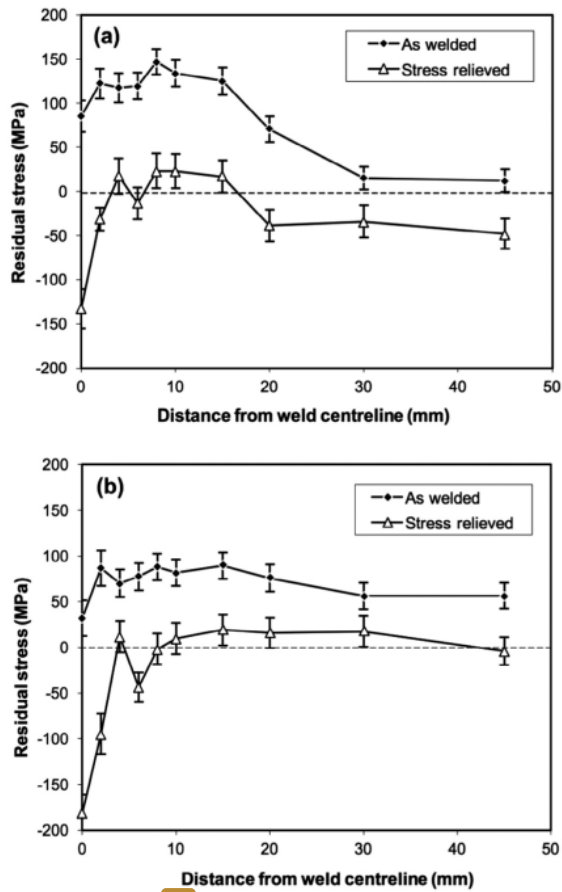 (a)
As welded
Stress relieved
Residual stress (MPa)
200
150
100
50
0
-50
-100
-150
-200
0 10 20 30 40 50
Distance from weld centreline (mm)
(b)
As welded
Stress relieved
Residual stress (MPa)
200
150
100
50
0
-50
-100
-150
-200
0 10 20 30 40 50
Distance from weld centreline (mm)